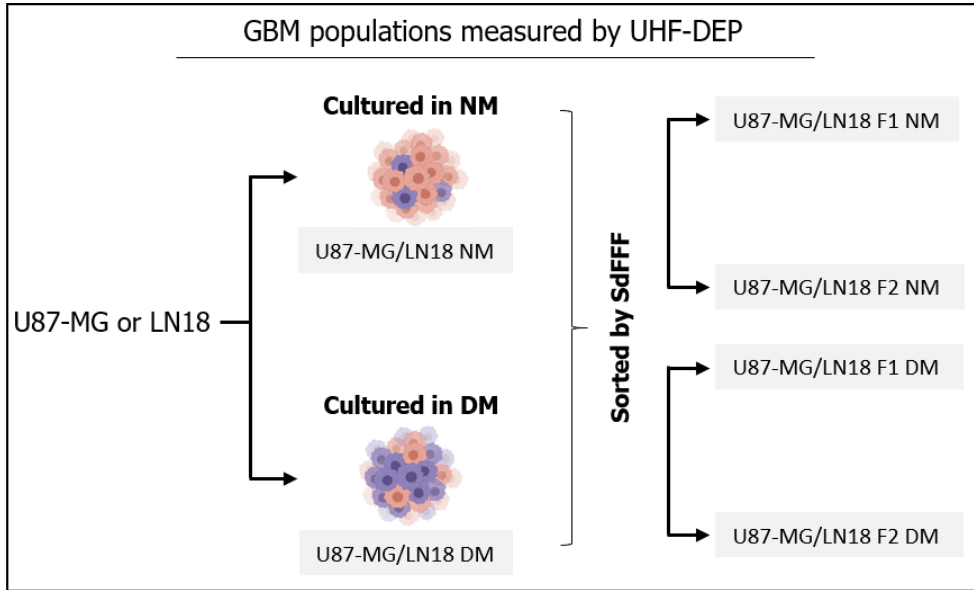 GBM populations measured by UHF-DEP
Cultured in NM
U87-MG/LN18 NM
U87-MG or LN18
Cultured in DM
U87-MG/LN18 DM
Sorted by SdFFF
U87-MG/LN18 F1 NM
U87-MG/LN18 F2 NM
U87-MG/LN18 F1 DM
U87-MG/LN18 F2 DM